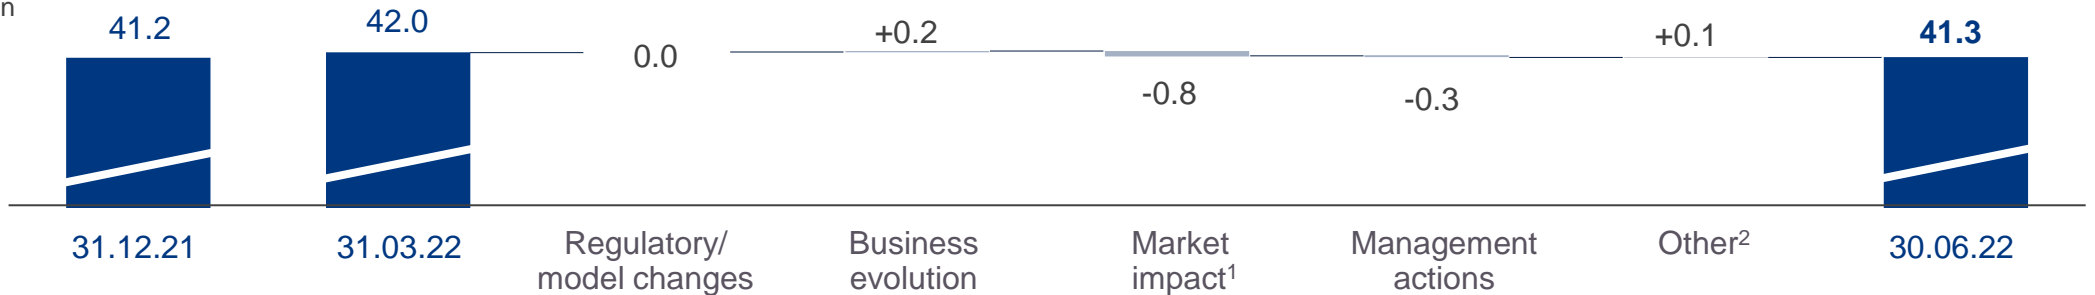 n
41.2
42.0
0.0
+0.2
-0.8
-0.3
+0.1
41.3
31.12.21
31.03.22
Regulatory/
model changes
Business
evolution
Market
impact¹
Management
actions
Other²
30.06.22